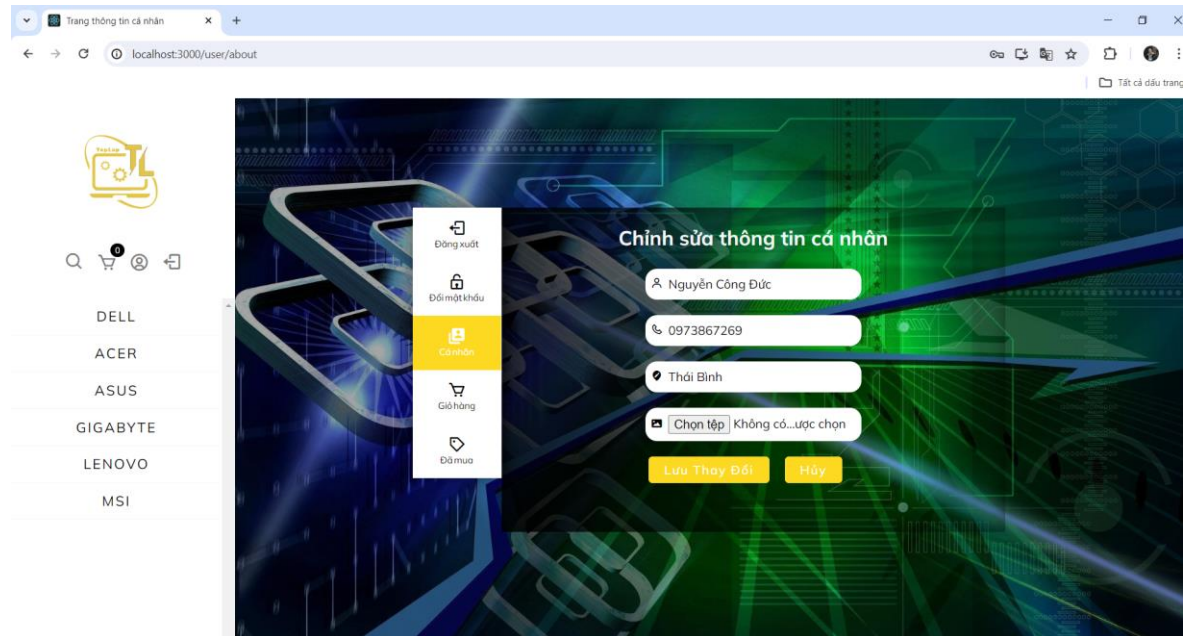 Trang thông tin cá nhân
localhost:3000/user/about
Tất cả dấu trang
TopLap
TL
0
DELL
ACER
ASUS
GIGABYTE
LENOVO
MSI
Đăng xuất
Đổi mật khẩu
Cá nhân
Giỏ hàng
Đã mua
Chỉnh sửa thông tin cá nhân
Nguyễn Công Đức
0973867269
Thái Bình
Chọn tệp Không có...ược chọn
Lưu Thay Đổi Hủy